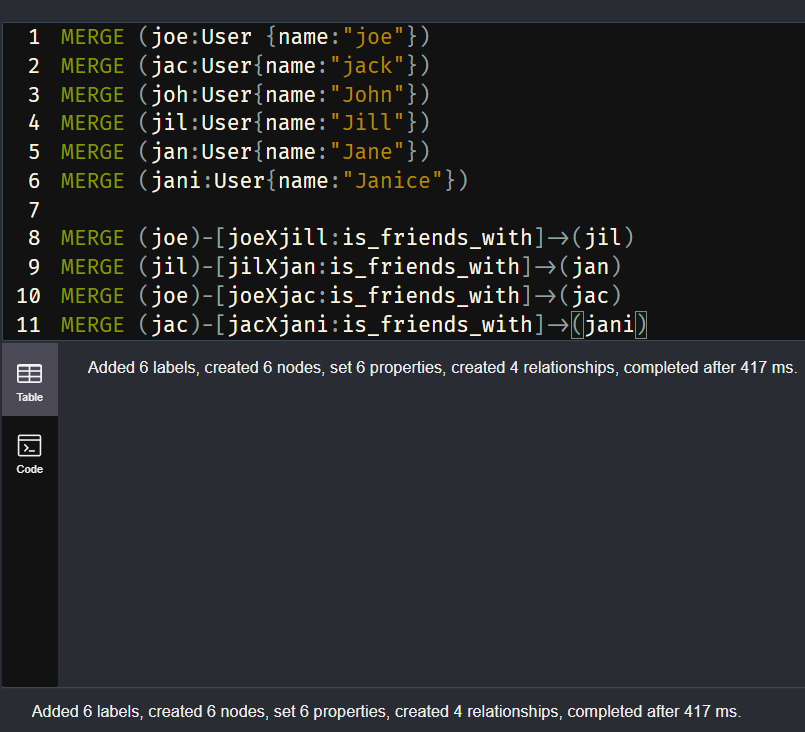 1 MERGE (joe:User {name:"joe"})
2 MERGE (jac:User{name:"jack"})
3 MERGE (joh:User{name:"John"})
4 MERGE (jil:User{name:"Jill"})
5 MERGE (jan:User{name:"Jane"})
6 MERGE (jani:User{name:"Janice"})
7
8 MERGE (joe)-[joeXjill:is_friends_with]→(jil)
9 MERGE (jil)-[jilXjan:is_friends_with]→(jan)
10 MERGE (joe)-[joeXjac:is_friends_with]→(jac)
11 MERGE (jac)-[jacXjani:is_friends_with]→(jani)
Table
Added 6 labels, created 6 nodes, set 6 properties, created 4 relationships, completed after 417 ms.
Code
Added 6 labels, created 6 nodes, set 6 properties, created 4 relationships, completed after 417 ms.